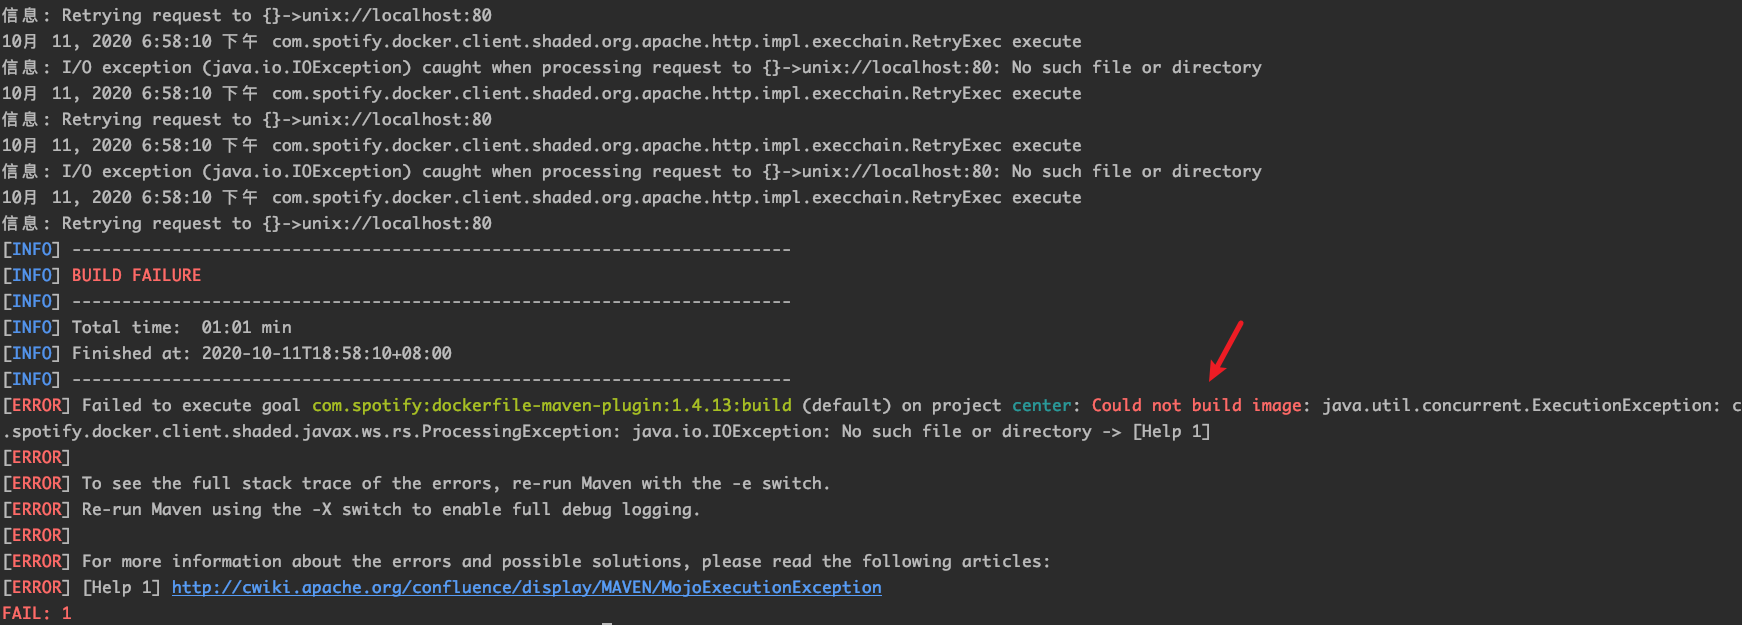 信息: Retrying request to {}->unix://localhost:80
10月 11, 2020 6:58:10 下午 com.spotify.docker.client.shaded.org.apache.http.impl.execchain.RetryExec execute
信息: I/O exception (java.io.IOException) caught when processing request to {}->unix://localhost:80: No such file or directory
10月 11, 2020 6:58:10 下午 com.spotify.docker.client.shaded.org.apache.http.impl.execchain.RetryExec execute
信息: Retrying request to {}->unix://localhost:80
10月 11, 2020 6:58:10 下午 com.spotify.docker.client.shaded.org.apache.http.impl.execchain.RetryExec execute
信息: I/O exception (java.io.IOException) caught when processing request to {}->unix://localhost:80: No such file or directory
10月 11, 2020 6:58:10 下午 com.spotify.docker.client.shaded.org.apache.http.impl.execchain.RetryExec execute
信息: Retrying request to {}->unix://localhost:80
[INFO] ------------------------------------------------------------------------
[INFO] BUILD FAILURE
[INFO] ------------------------------------------------------------------------
[INFO] Total time:  01:01 min
[INFO] Finished at: 2020-10-11T18:58:10+08:00
[INFO] ------------------------------------------------------------------------
[ERROR] Failed to execute goal com.spotify:dockerfile-maven-plugin:1.4.13:build (default) on project center: Could not build image: java.util.concurrent.ExecutionException: c
.spotify.docker.client.shaded.javax.ws.rs.ProcessingException: java.io.IOException: No such file or directory -> [Help 1]
[ERROR]
[ERROR] To see the full stack trace of the errors, re-run Maven with the -e switch.
[ERROR] Re-run Maven using the -X switch to enable full debug logging.
[ERROR]
[ERROR] For more information about the errors and possible solutions, please read the following articles:
[ERROR] [Help 1] http://cwiki.apache.org/confluence/display/MAVEN/MojoExecutionException
FAIL: 1